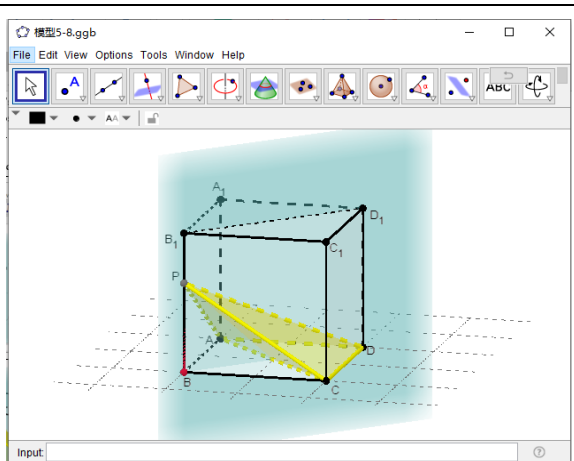 模型5-8.ggb
File Edit View Options Tools Window Help
ABC
AA
A1
D1
B1
C1
P
A
D
B
C
Input: